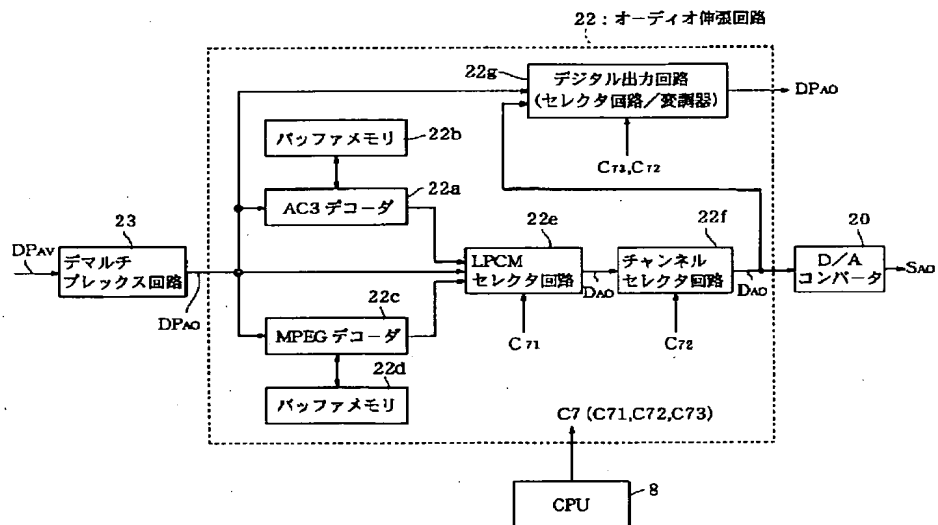 22：オーディオ伸張回路
22g
デジタル出力回路
(セレクタ回路／変調器)
DPAO
C73,C72
バッファメモリ
22b
22a
AC3 デコーダ
23
DPAV
デマルチ
プレックス回路
DPAO
22e
LPCM
セレクタ回路
DAO
C71
22f
チャンネル
セレクタ回路
DAO
C72
20
D／A
コンバータ
SAO
22c
MPEG デコーダ
22d
バッファメモリ
C7 (C71,C72,C73)
CPU
8